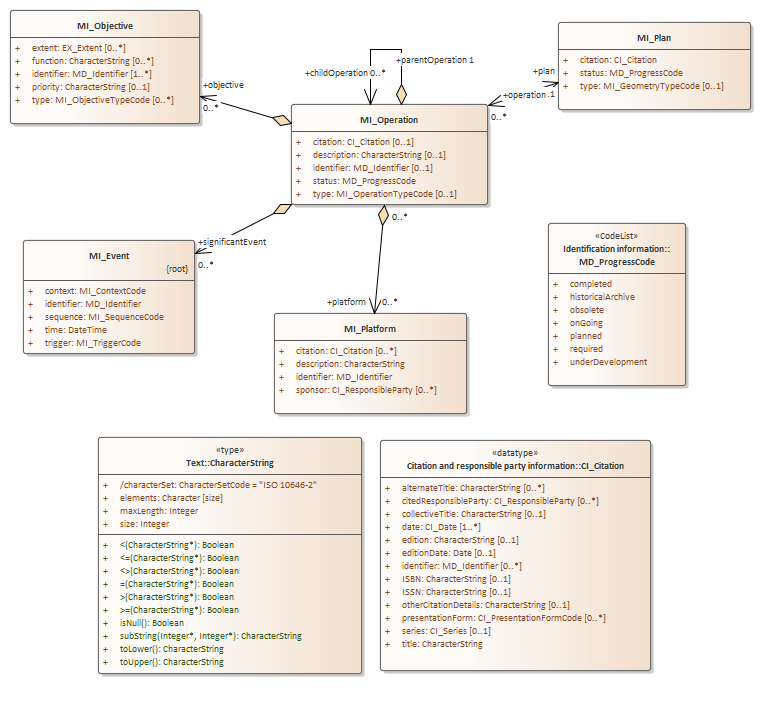 MI_Objective
+ extent: EX_Extent [0..*]
+ function: CharacterString [0..*]
+ identifier: MD_Identifier [1..*]
+ priority: CharacterString [0..1]
+ type: MI_ObjectiveTypeCode [0..*]
+objective
0..*
+childOperation 0..*
+parentOperation 1
MI_Plan
+ citation: CI_Citation
+ status: MD_ProgressCode
+ type: MI_GeometryTypeCode [0..1]
+plan
+operation
.1
0..*
MI_Operation
+ citation: CI_Citation [0..1]
+ description: CharacterString [0..1]
+ identifier: MD_Identifier [0..1]
+ status: MD_ProgressCode
+ type: MI_OperationTypeCode [0..1]
0..*
+significantEvent
0..*
MI_Event
{root}
+ context: MI_ContextCode
+ identifier: MD_Identifier
+ sequence: MI_SequenceCode
+ time: DateTime
+ trigger: MI_TriggerCode
+platform
0..*
MI_Platform
+ citation: CI_Citation [0..*]
+ description: CharacterString
+ identifier: MD_Identifier
+ sponsor: CI_ResponsibleParty [0..*]
«CodeList»
Identification information::
MD_ProgressCode
+ completed
+ historicalArchive
+ obsolete
+ onGoing
+ planned
+ required
+ underDevelopment
«type»
Text::CharacterString
+ /characterSet: CharacterSetCode = "ISO 10646-2"
+ elements: Character [size]
+ maxLength: Integer
+ size: Integer
+ <(CharacterString*): Boolean
+ <=(CharacterString*): Boolean
+ <>(CharacterString*): Boolean
+ =(CharacterString*): Boolean
+ >(CharacterString*): Boolean
+ >=(CharacterString*): Boolean
+ isNull(): Boolean
+ subString(Integer*, Integer*): CharacterString
+ toLower(): CharacterString
+ toUpper(): CharacterString
«datatype»
Citation and responsible party information::CI_Citation
+ alternateTitle: CharacterString [0..*]
+ citedResponsibleParty: CI_ResponsibleParty [0..*]
+ collectiveTitle: CharacterString [0..1]
+ date: CI_Date [1..*]
+ edition: CharacterString [0..1]
+ editionDate: Date [0..1]
+ identifier: MD_Identifier [0..*]
+ ISBN: CharacterString [0..1]
+ ISSN: CharacterString [0..1]
+ otherCitationDetails: CharacterString [0..1]
+ presentationForm: CI_PresentationFormCode [0..*]
+ series: CI_Series [0..1]
+ title: CharacterString